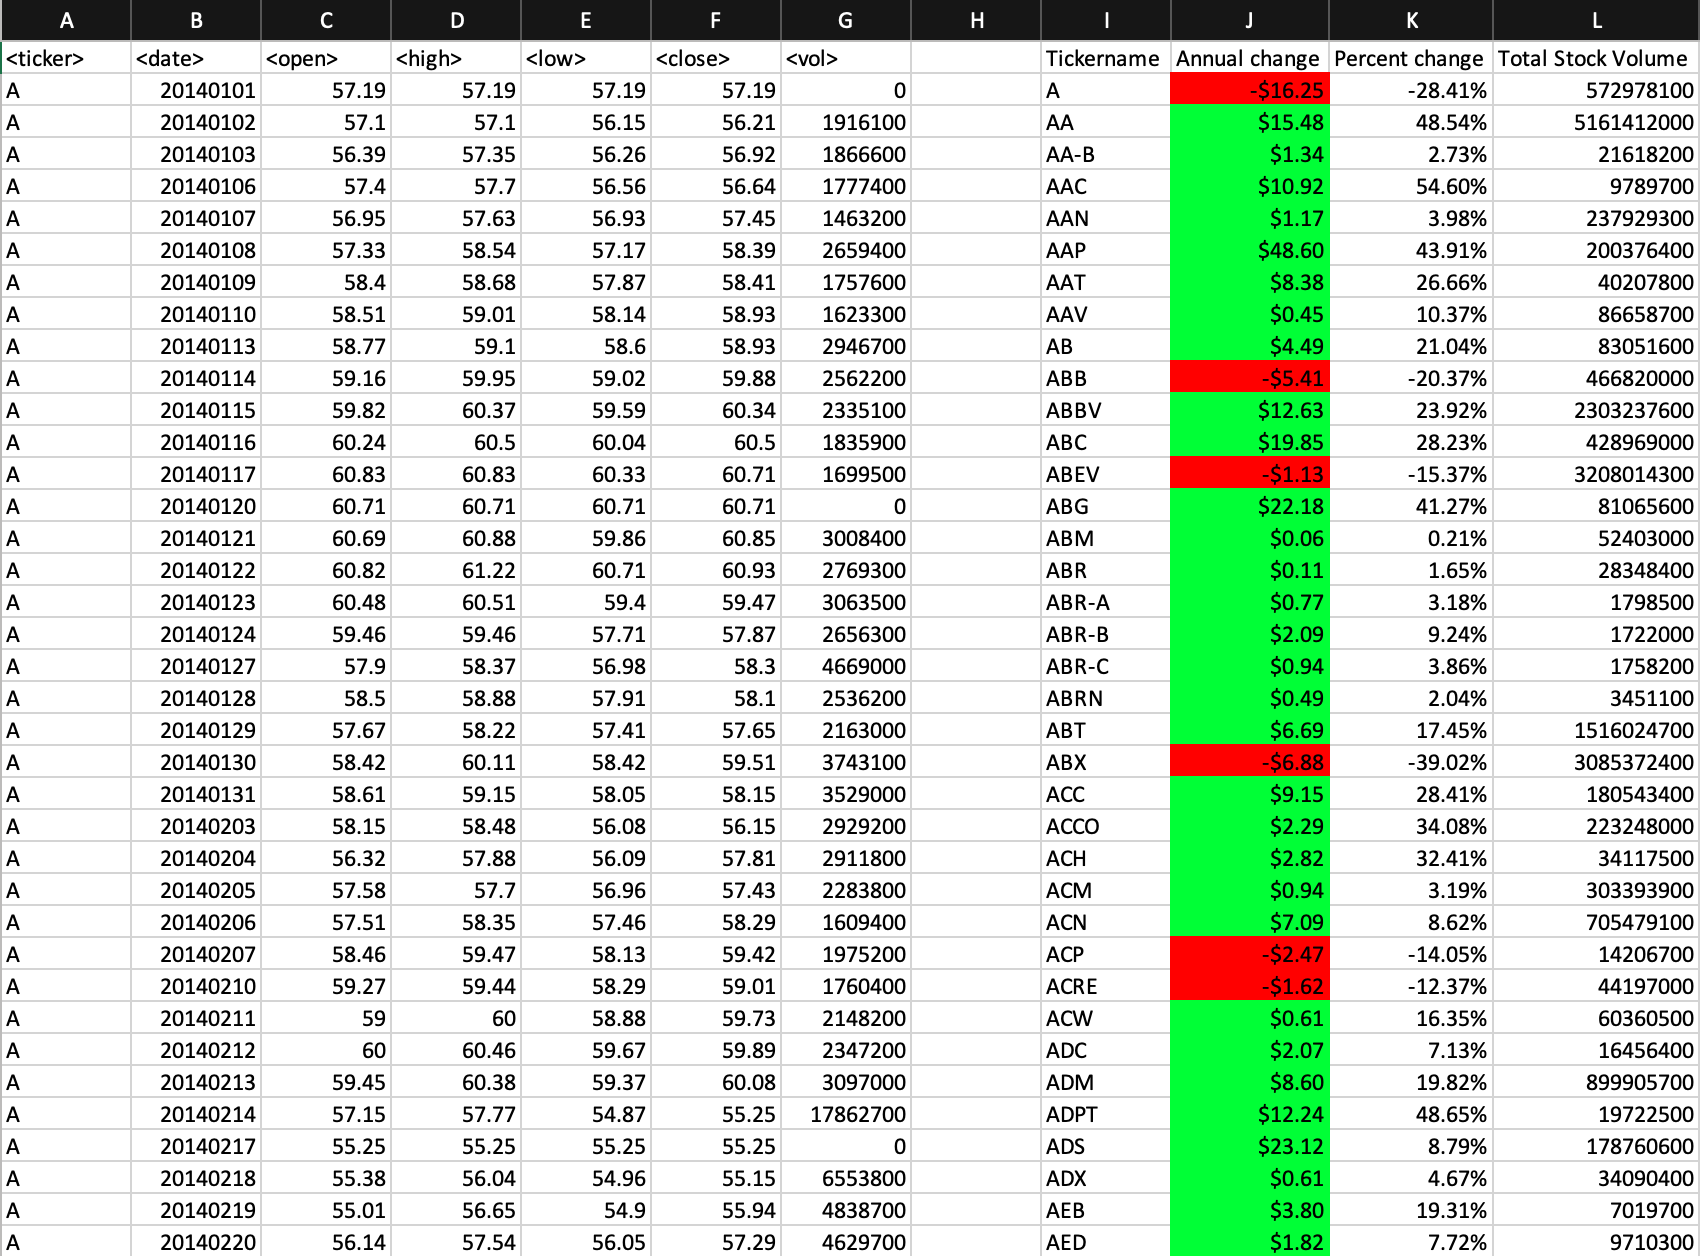 A B C D E F G H I J K L
<ticker> <date> <open> <high> <low> <close> <vol> Tickername Annual change Percent change Total Stock Volume
A 20140101 57.19 57.19 57.19 57.19 0 A -$16.25 -28.41% 572978100
A 20140102 57.1 57.1 56.15 56.21 1916100 AA $15.48 48.54% 5161412000
A 20140103 56.39 57.35 56.26 56.92 1866600 AA-B $1.34 2.73% 21618200
A 20140106 57.4 57.7 56.56 56.64 1777400 AAC $10.92 54.60% 9789700
A 20140107 56.95 57.63 56.93 57.45 1463200 AAN $1.17 3.98% 237929300
A 20140108 57.33 58.54 57.17 58.39 2659400 AAP $48.60 43.91% 200376400
A 20140109 58.4 58.68 57.87 58.41 1757600 AAT $8.38 26.66% 40207800
A 20140110 58.51 59.01 58.14 58.93 1623300 AAV $0.45 10.37% 86658700
A 20140113 58.77 59.1 58.6 58.93 2946700 AB $4.49 21.04% 83051600
A 20140114 59.16 59.95 59.02 59.88 2562200 ABB -$5.41 -20.37% 466820000
A 20140115 59.82 60.37 59.59 60.34 2335100 ABBV $12.63 23.92% 2303237600
A 20140116 60.24 60.5 60.04 60.5 1835900 ABC $19.85 28.23% 428969000
A 20140117 60.83 60.83 60.33 60.71 1699500 ABEV -$1.13 -15.37% 3208014300
A 20140120 60.71 60.71 60.71 60.71 0 ABG $22.18 41.27% 81065600
A 20140121 60.69 60.88 59.86 60.85 3008400 ABM $0.06 0.21% 52403000
A 20140122 60.82 61.22 60.71 60.93 2769300 ABR $0.11 1.65% 28348400
A 20140123 60.48 60.51 59.4 59.47 3063500 ABR-A $0.77 3.18% 1798500
A 20140124 59.46 59.46 57.71 57.87 2656300 ABR-B $2.09 9.24% 1722000
A 20140127 57.9 58.37 56.98 58.3 4669000 ABR-C $0.94 3.86% 1758200
A 20140128 58.5 58.88 57.91 58.1 2536200 ABRN $0.49 2.04% 3451100
A 20140129 57.67 58.22 57.41 57.65 2163000 ABT $6.69 17.45% 1516024700
A 20140130 58.42 60.11 58.42 59.51 3743100 ABX -$6.88 -39.02% 3085372400
A 20140131 58.61 59.15 58.05 58.15 3529000 ACC $9.15 28.41% 180543400
A 20140203 58.15 58.48 56.08 56.15 2929200 ACCO $2.29 34.08% 223248000
A 20140204 56.32 57.88 56.09 57.81 2911800 ACH $2.82 32.41% 34117500
A 20140205 57.58 57.7 56.96 57.43 2283800 ACM $0.94 3.19% 303393900
A 20140206 57.51 58.35 57.46 58.29 1609400 ACN $7.09 8.62% 705479100
A 20140207 58.46 59.47 58.13 59.42 1975200 ACP -$2.47 -14.05% 14206700
A 20140210 59.27 59.44 58.29 59.01 1760400 ACRE -$1.62 -12.37% 44197000
A 20140211 59 60 58.88 59.73 2148200 ACW $0.61 16.35% 60360500
A 20140212 60 60.46 59.67 59.89 2347200 ADC $2.07 7.13% 16456400
A 20140213 59.45 60.38 59.37 60.08 3097000 ADM $8.60 19.82% 899905700
A 20140214 57.15 57.77 54.87 55.25 17862700 ADPT $12.24 48.65% 19722500
A 20140217 55.25 55.25 55.25 55.25 0 ADS $23.12 8.79% 178760600
A 20140218 55.38 56.04 54.96 55.15 6553800 ADX $0.61 4.67% 34090400
A 20140219 55.01 56.65 54.9 55.94 4838700 AEB $3.80 19.31% 7019700
A 20140220 56.14 57.54 56.05 57.29 4629700 AED $1.82 7.72% 9710300